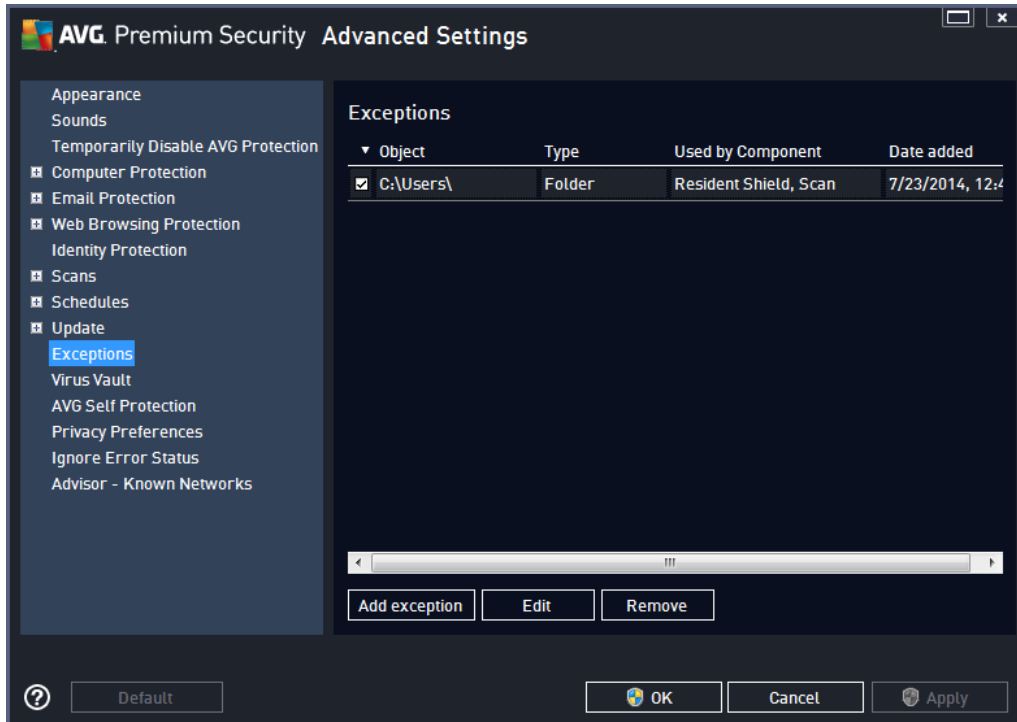 AVG. Premium Security Advanced Settings
Appearance
Sounds
Temporarily Disable AVG Protection
Computer Protection
Email Protection
Web Browsing Protection
Identity Protection
Scans
Schedules
Update
Exceptions
Virus Vault
AVG Self Protection
Privacy Preferences
Ignore Error Status
Advisor - Known Networks
Exceptions
Object Type Used by Component Date added
C:\Users\ Folder Resident Shield, Scan 7/23/2014, 12:4
Add exception Edit Remove
? Default OK Cancel Apply